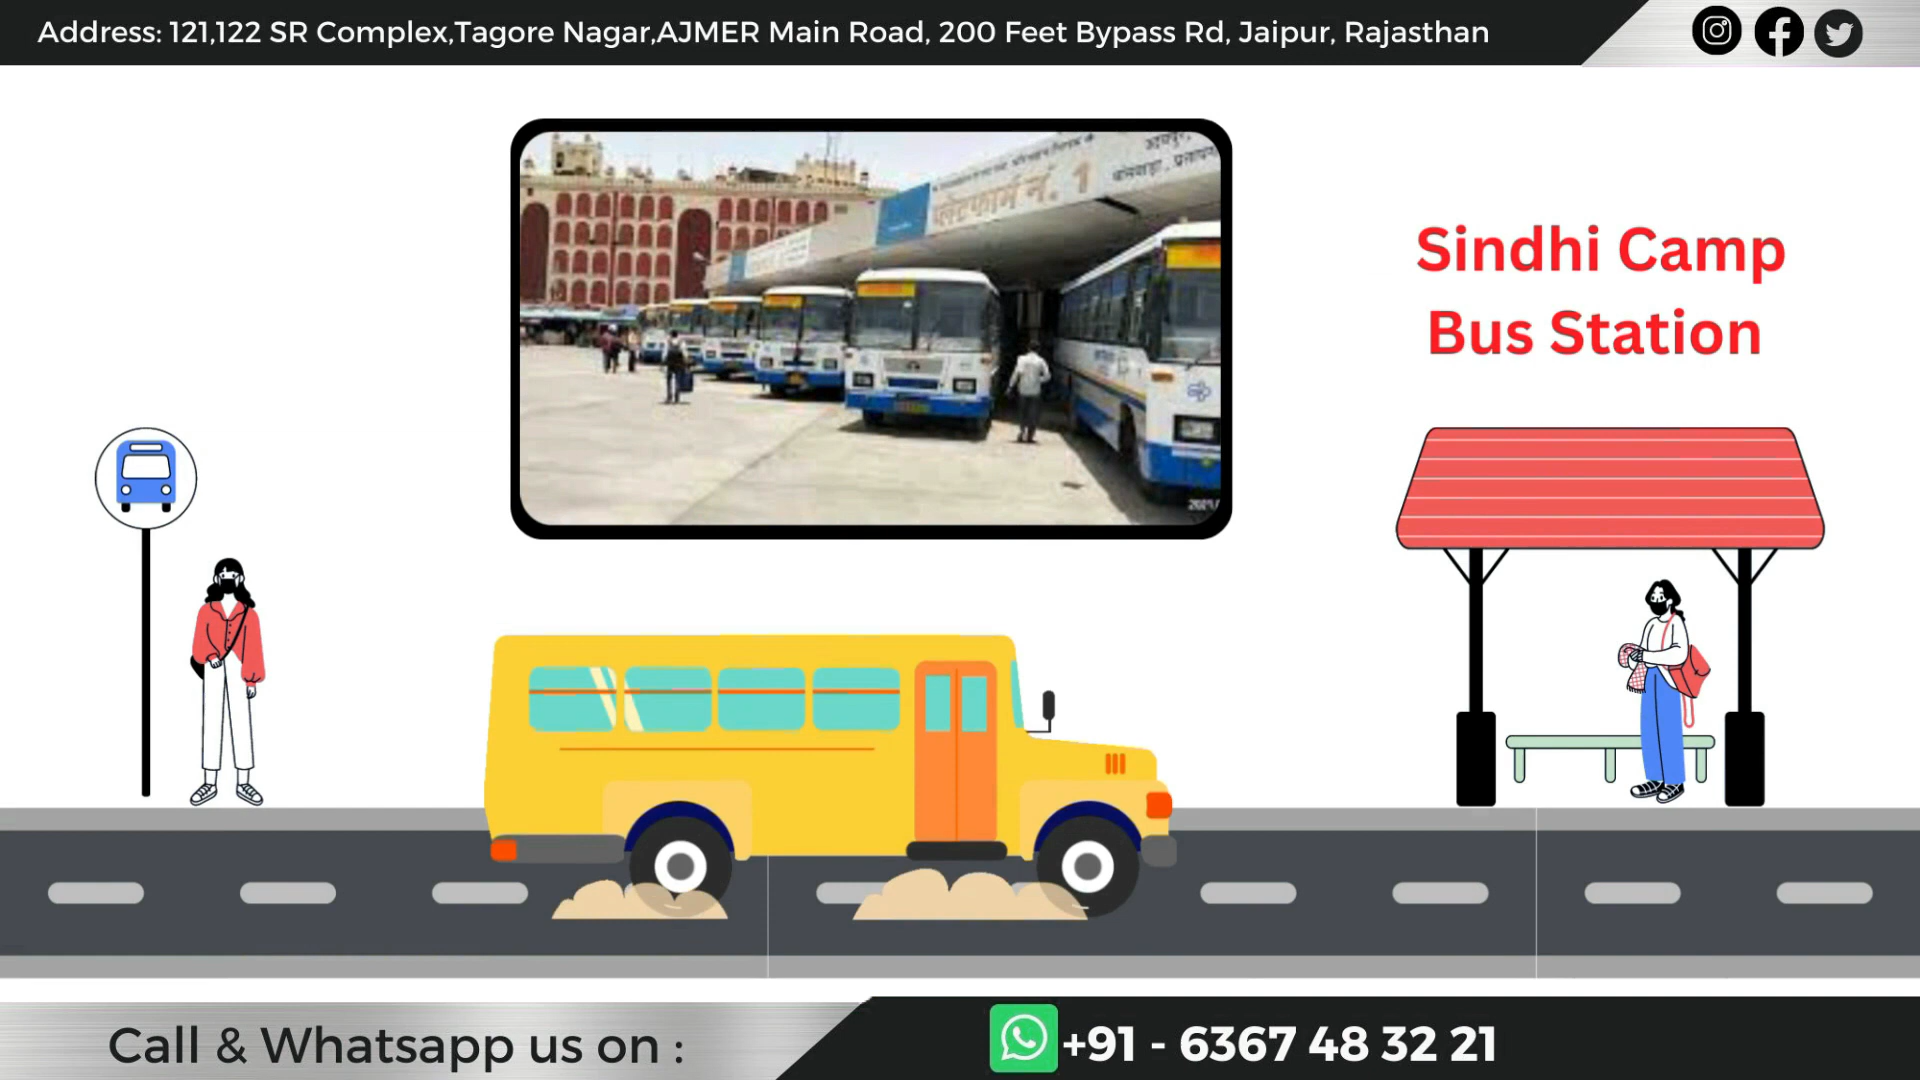 Address: 121,122 SR Complex,Tagore Nagar,AJMER Main Road, 200 Feet Bypass Rd, Jaipur, Rajasthan
प्लेटफार्म नं. 1
Sindhi Camp
Bus Station
Call & Whatsapp us on :
+91 - 6367 48 32 21